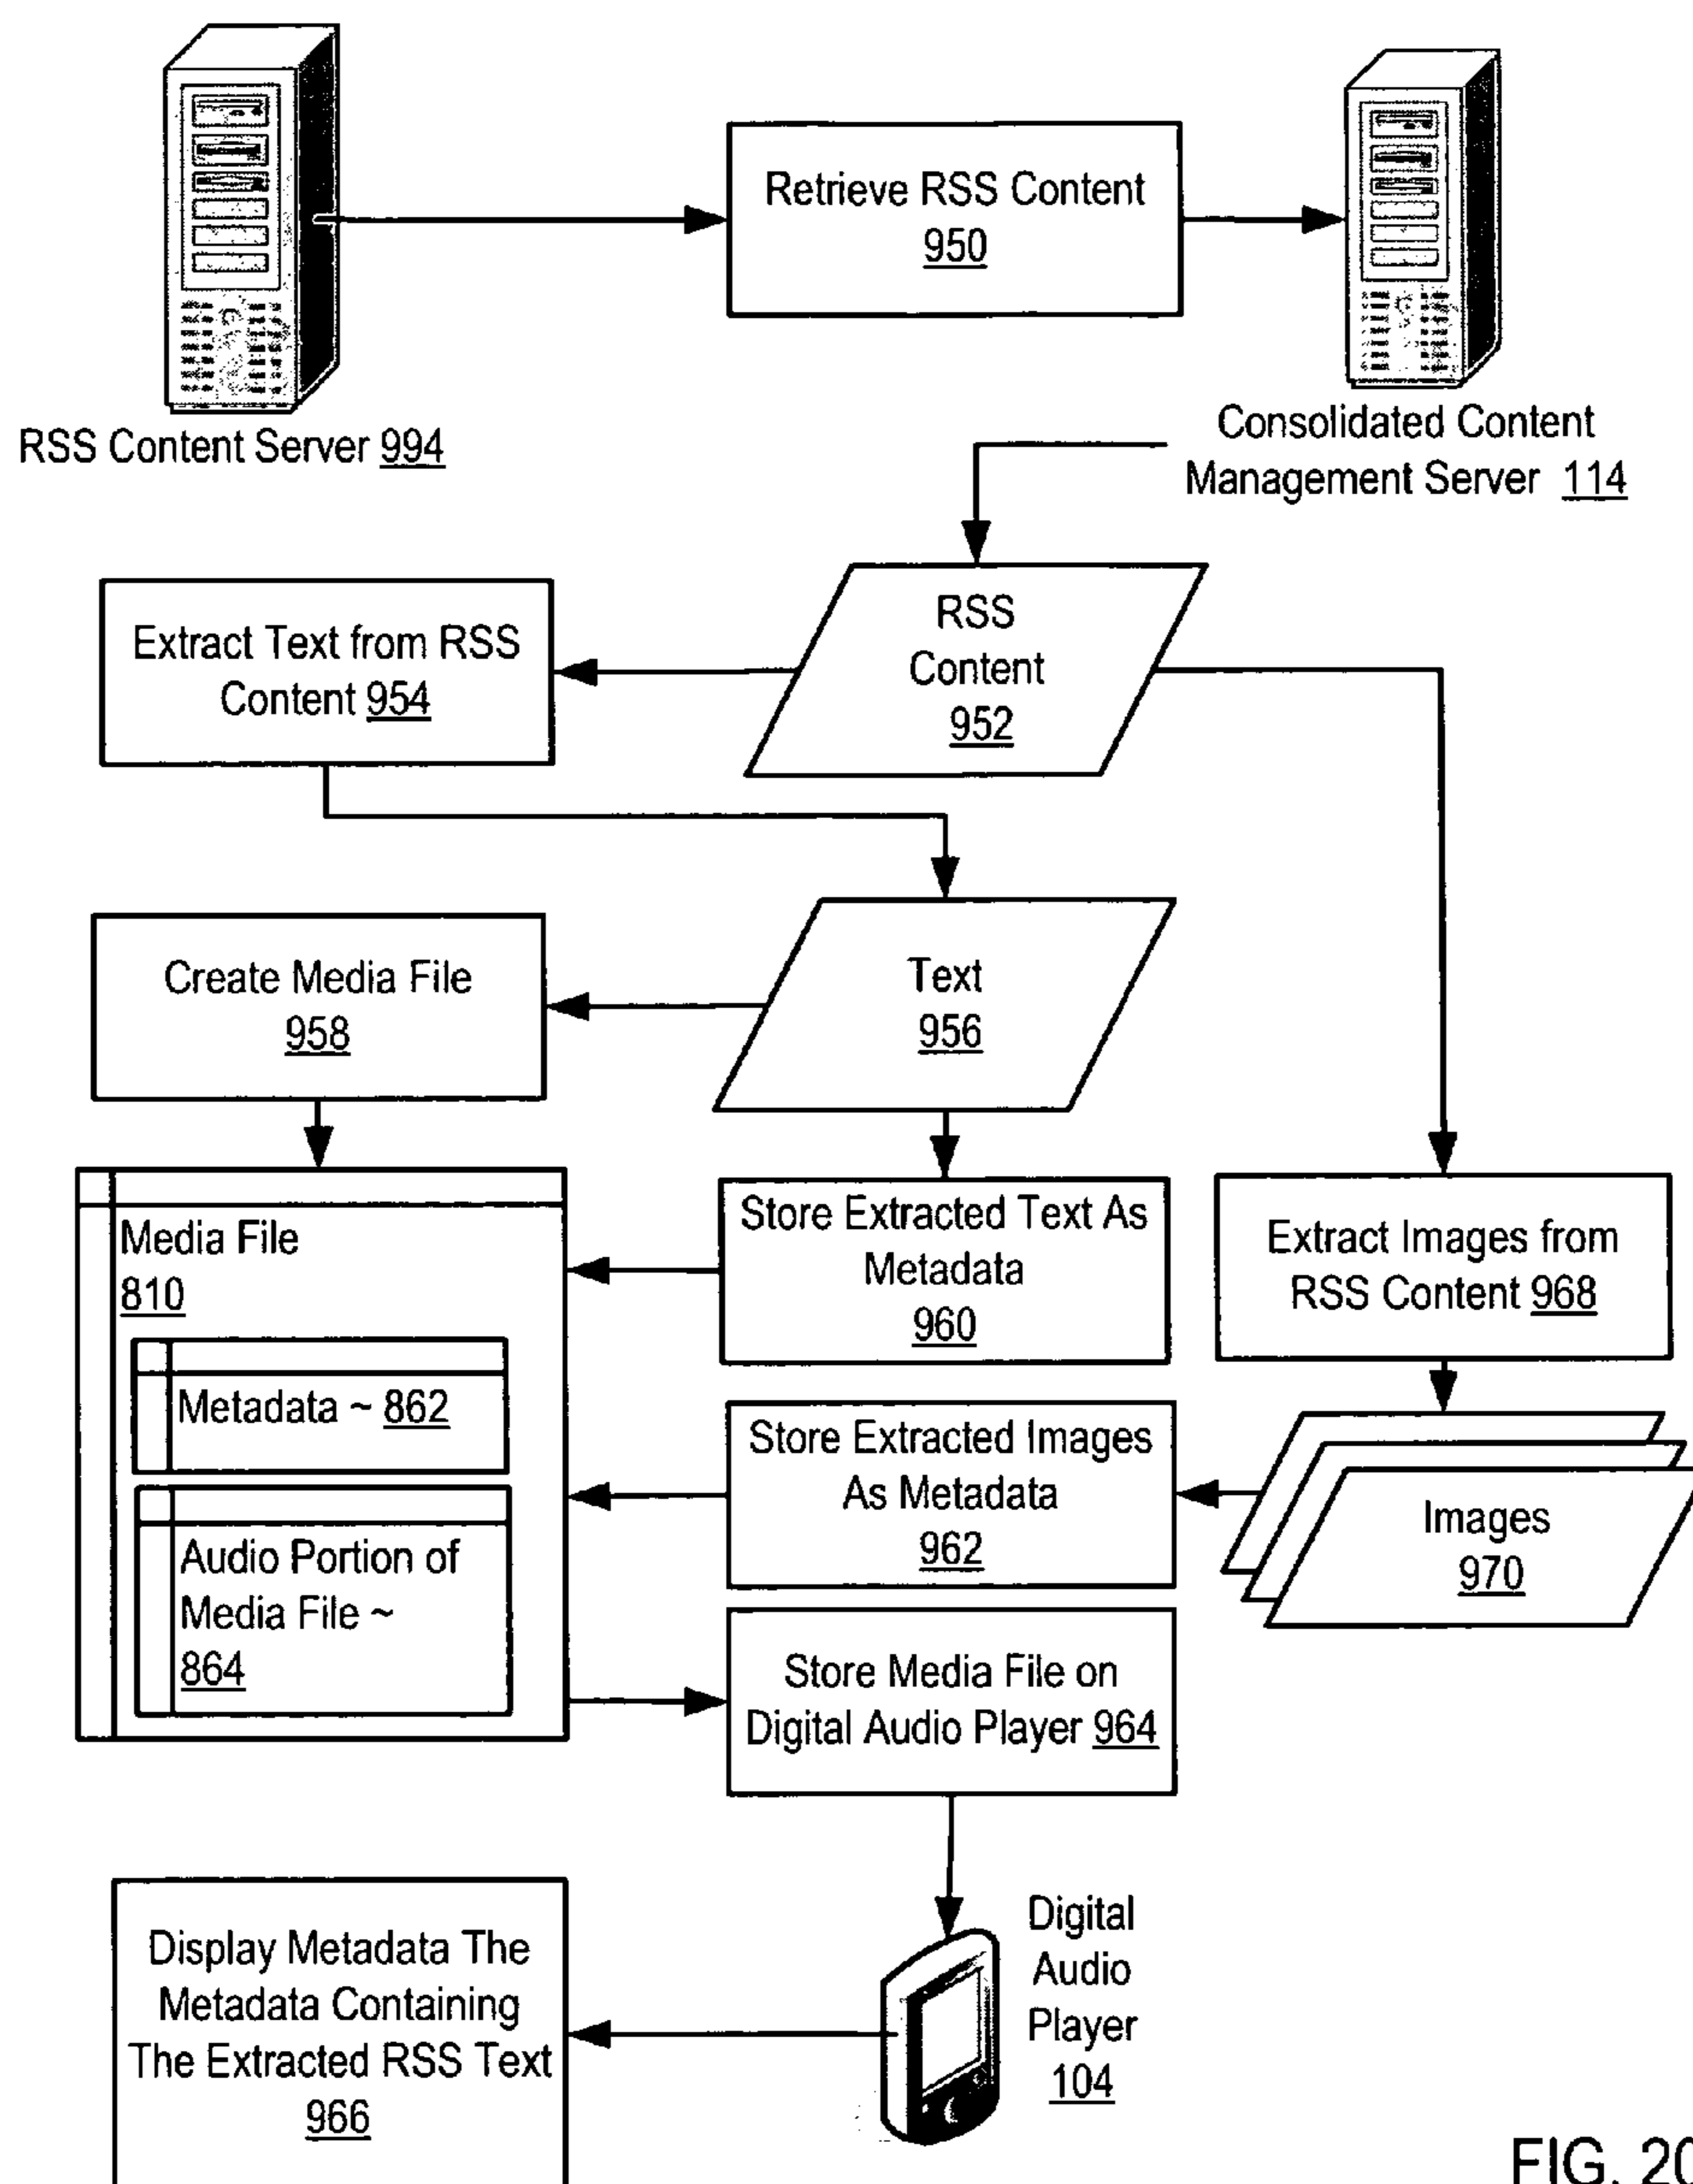 Retrieve RSS Content
950
RSS Content Server 994
Consolidated Content
Management Server 114
Extract Text from RSS
Content 954
RSS
Content
952
Create Media File
958
Text
956
Media File
810
Metadata ~ 862
Audio Portion of
Media File ~
864
Store Extracted Text As
Metadata
960
Extract Images from
RSS Content 968
Store Extracted Images
As Metadata
962
Images
970
Store Media File on
Digital Audio Player 964
Display Metadata The
Metadata Containing
The Extracted RSS Text
966
Digital
Audio
Player
104
FIG. 20